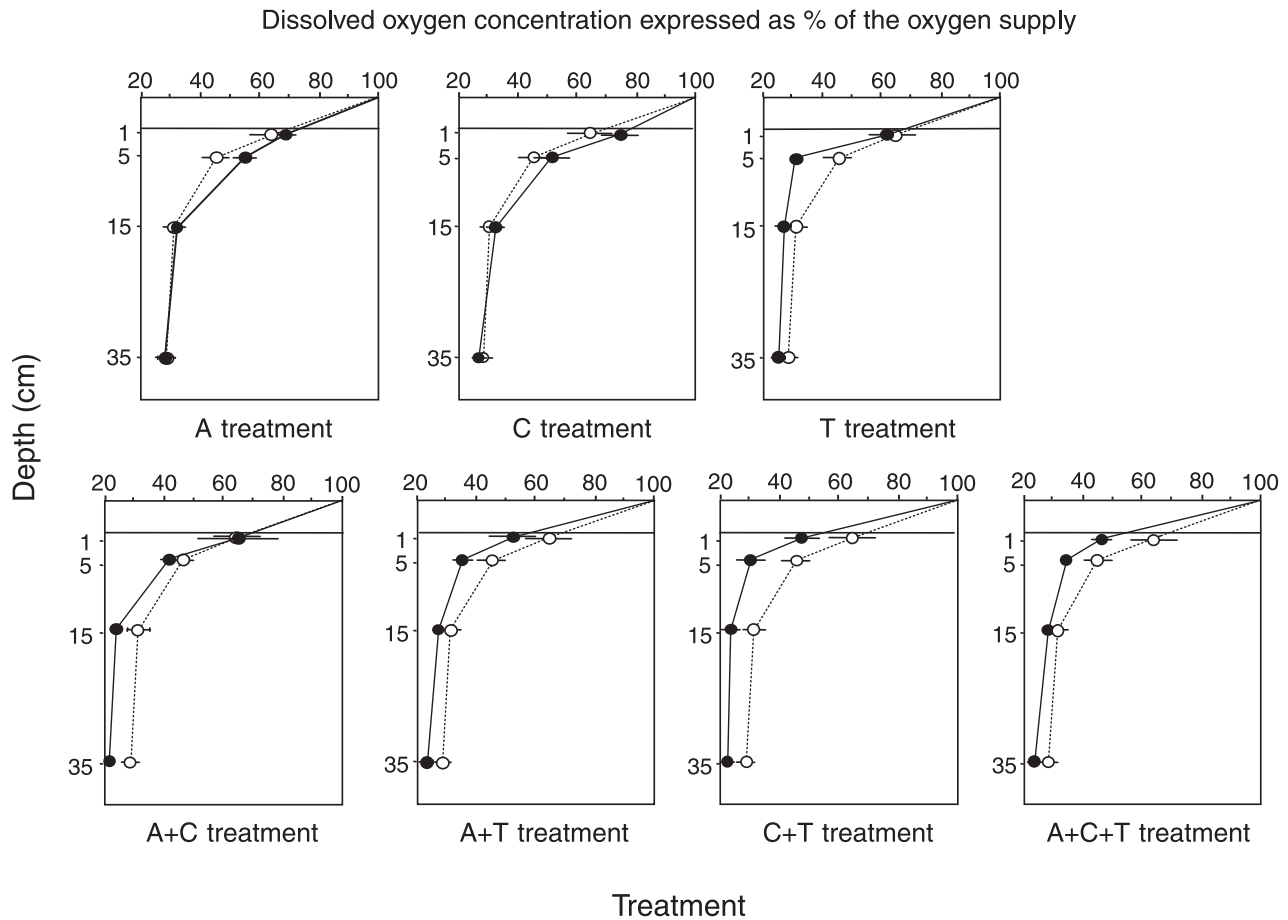 Dissolved oxygen concentration expressed as % of the oxygen supply
20 40 60 80 100
20 40 60 80 100
20 40 60 80 100
1
5
15
35
1
5
15
35
1
5
15
35
A treatment
C treatment
T treatment
Depth (cm)
20 40 60 80 100
20 40 60 80 100
20 40 60 80 100
20 40 60 80 100
1
5
15
35
1
5
15
35
1
5
15
35
1
5
15
35
A+C treatment
A+T treatment
C+T treatment
A+C+T treatment
Treatment